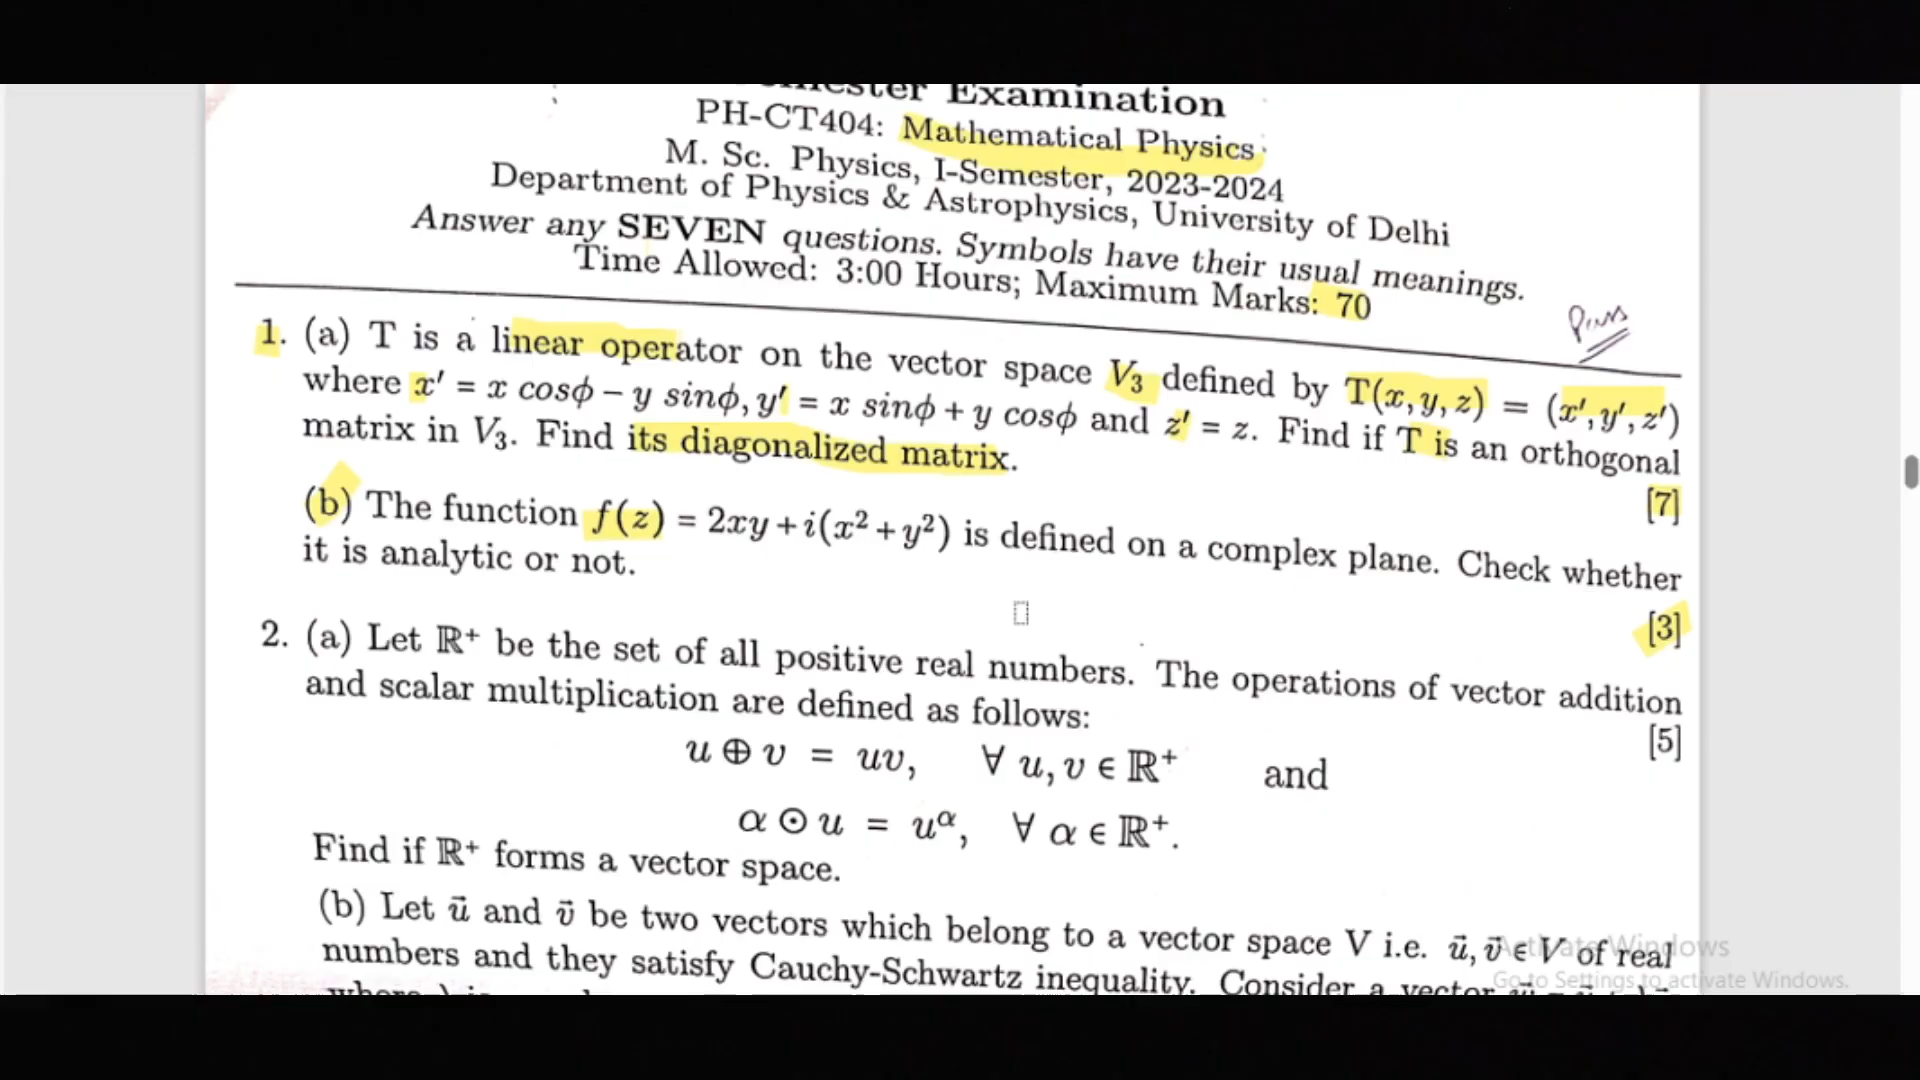 Semester Examination
PH-CT404: Mathematical Physics
M. Sc. Physics, I-Semester, 2023-2024
Department of Physics & Astrophysics, University of Delhi
Answer any SEVEN questions. Symbols have their usual meanings.
Time Allowed: 3:00 Hours; Maximum Marks: 70
1. (a) T is a linear operator on the vector space V₃ defined by T(x, y, z) = (x′, y′, z′)
where x′ = x cosϕ − y sinϕ, y′ = x sinϕ + y cosϕ and z′ = z. Find if T is an orthogonal
matrix in V₃. Find its diagonalized matrix.
[7]
(b) The function f(z) = 2xy + i(x² + y²) is defined on a complex plane. Check whether
it is analytic or not.
[3]
2. (a) Let ℝ⁺ be the set of all positive real numbers. The operations of vector addition
and scalar multiplication are defined as follows:
[5]
u ⊕ v = uv, ∀ u, v ∈ ℝ⁺ and
α ⊙ u = u^α, ∀ α ∈ ℝ⁺.
Find if ℝ⁺ forms a vector space.
(b) Let u⃗ and v⃗ be two vectors which belong to a vector space V i.e. u⃗, v⃗ ∈ V of real
numbers and they satisfy Cauchy-Schwartz inequality. Consider a vector
Activate Windows
Go to Settings to activate Windows.